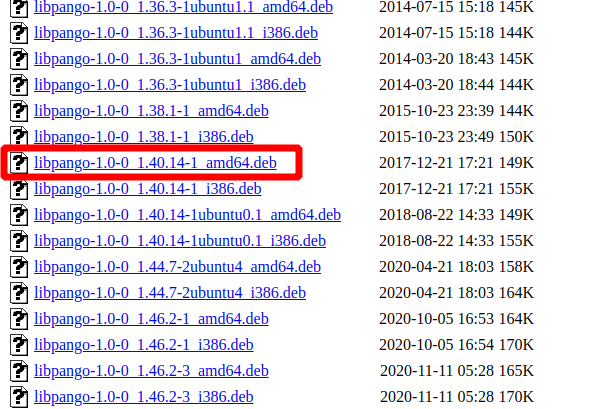 libpango-1.0-0_1.36.3-1ubuntu1.1_amd64.deb 2014-07-15 15:18 145K
libpango-1.0-0_1.36.3-1ubuntu1.1_i386.deb 2014-07-15 15:18 144K
libpango-1.0-0_1.36.3-1ubuntu1_amd64.deb 2014-03-20 18:43 145K
libpango-1.0-0_1.36.3-1ubuntu1_i386.deb 2014-03-20 18:44 144K
libpango-1.0-0_1.38.1-1_amd64.deb 2015-10-23 23:39 144K
libpango-1.0-0_1.38.1-1_i386.deb 2015-10-23 23:49 150K
libpango-1.0-0_1.40.14-1_amd64.deb 2017-12-21 17:21 149K
libpango-1.0-0_1.40.14-1_i386.deb 2017-12-21 17:21 155K
libpango-1.0-0_1.40.14-1ubuntu0.1_amd64.deb 2018-08-22 14:33 149K
libpango-1.0-0_1.40.14-1ubuntu0.1_i386.deb 2018-08-22 14:33 155K
libpango-1.0-0_1.44.7-2ubuntu4_amd64.deb 2020-04-21 18:03 158K
libpango-1.0-0_1.44.7-2ubuntu4_i386.deb 2020-04-21 18:03 164K
libpango-1.0-0_1.46.2-1_amd64.deb 2020-10-05 16:53 164K
libpango-1.0-0_1.46.2-1_i386.deb 2020-10-05 16:54 170K
libpango-1.0-0_1.46.2-3_amd64.deb 2020-11-11 05:28 165K
libpango-1.0-0_1.46.2-3_i386.deb 2020-11-11 05:28 170K